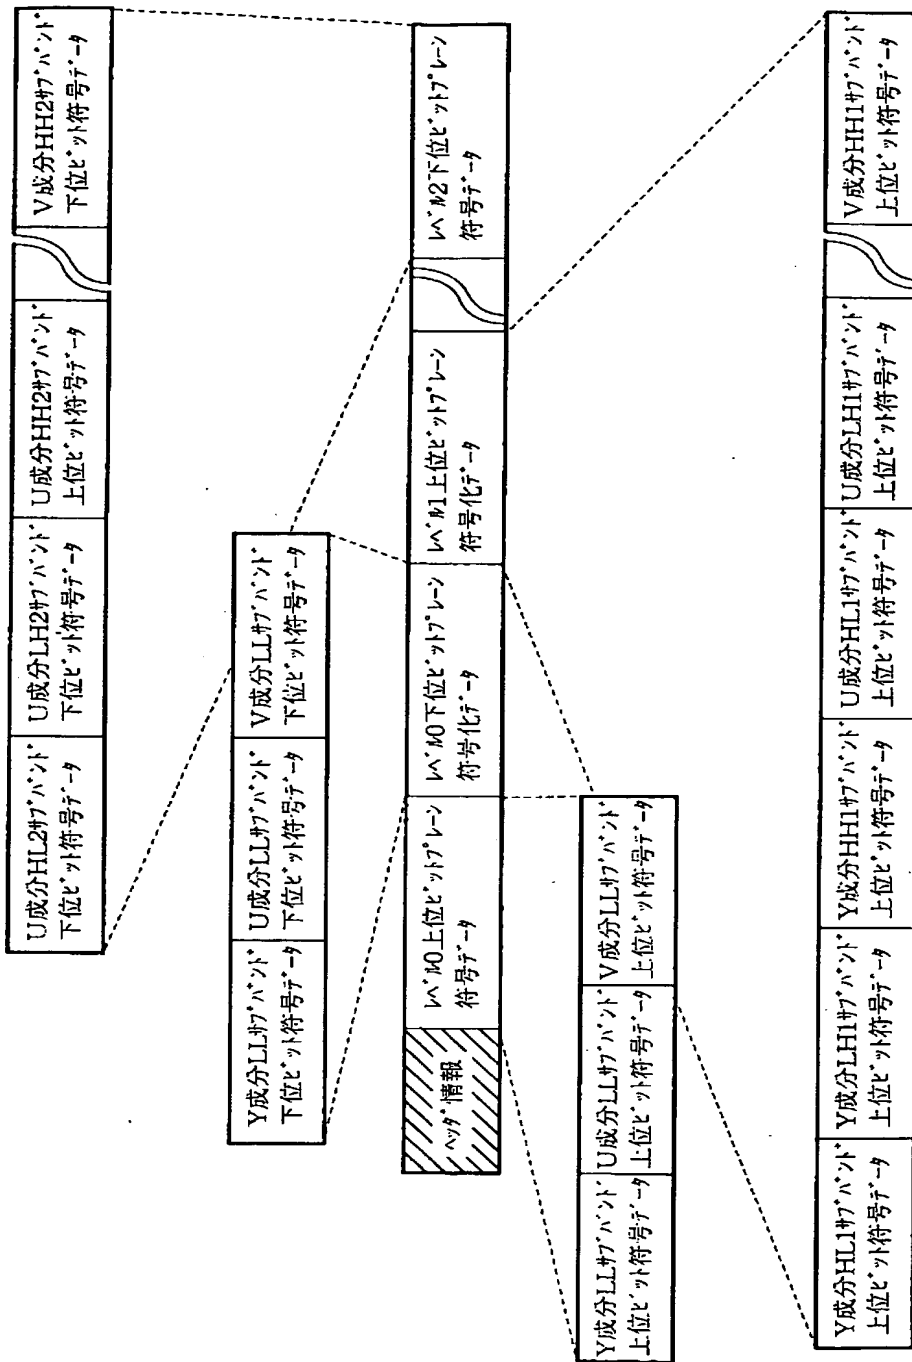 U成分HL2ｻﾌﾞﾊﾞﾝﾄﾞ
下位ﾋﾞｯﾄ符号ﾃﾞｰﾀ
U成分LH2ｻﾌﾞﾊﾞﾝﾄﾞ
下位ﾋﾞｯﾄ符号ﾃﾞｰﾀ
U成分HH2ｻﾌﾞﾊﾞﾝﾄﾞ
上位ﾋﾞｯﾄ符号ﾃﾞｰﾀ
V成分HH2ｻﾌﾞﾊﾞﾝﾄﾞ
下位ﾋﾞｯﾄ符号ﾃﾞｰﾀ
Y成分LLｻﾌﾞﾊﾞﾝﾄﾞ
下位ﾋﾞｯﾄ符号ﾃﾞｰﾀ
U成分LLｻﾌﾞﾊﾞﾝﾄﾞ
下位ﾋﾞｯﾄ符号ﾃﾞｰﾀ
V成分LLｻﾌﾞﾊﾞﾝﾄﾞ
下位ﾋﾞｯﾄ符号ﾃﾞｰﾀ
ﾍｯﾀﾞ情報
ﾚﾍﾞﾙ0上位ﾋﾞｯﾄﾌﾟﾚｰﾝ
符号ﾃﾞｰﾀ
ﾚﾍﾞﾙ0下位ﾋﾞｯﾄﾌﾟﾚｰﾝ
符号化ﾃﾞｰﾀ
ﾚﾍﾞﾙ1上位ﾋﾞｯﾄﾌﾟﾚｰﾝ
符号化ﾃﾞｰﾀ
ﾚﾍﾞﾙ2下位ﾋﾞｯﾄﾌﾟﾚｰﾝ
符号ﾃﾞｰﾀ
Y成分LLｻﾌﾞﾊﾞﾝﾄﾞ
上位ﾋﾞｯﾄ符号ﾃﾞｰﾀ
U成分LLｻﾌﾞﾊﾞﾝﾄﾞ
上位ﾋﾞｯﾄ符号ﾃﾞｰﾀ
V成分LLｻﾌﾞﾊﾞﾝﾄﾞ
上位ﾋﾞｯﾄ符号ﾃﾞｰﾀ
Y成分HL1ｻﾌﾞﾊﾞﾝﾄﾞ
上位ﾋﾞｯﾄ符号ﾃﾞｰﾀ
Y成分LH1ｻﾌﾞﾊﾞﾝﾄﾞ
上位ﾋﾞｯﾄ符号ﾃﾞｰﾀ
Y成分HH1ｻﾌﾞﾊﾞﾝﾄﾞ
上位ﾋﾞｯﾄ符号ﾃﾞｰﾀ
U成分HL1ｻﾌﾞﾊﾞﾝﾄﾞ
上位ﾋﾞｯﾄ符号ﾃﾞｰﾀ
U成分LH1ｻﾌﾞﾊﾞﾝﾄﾞ
上位ﾋﾞｯﾄ符号ﾃﾞｰﾀ
V成分HH1ｻﾌﾞﾊﾞﾝﾄﾞ
上位ﾋﾞｯﾄ符号ﾃﾞｰﾀ